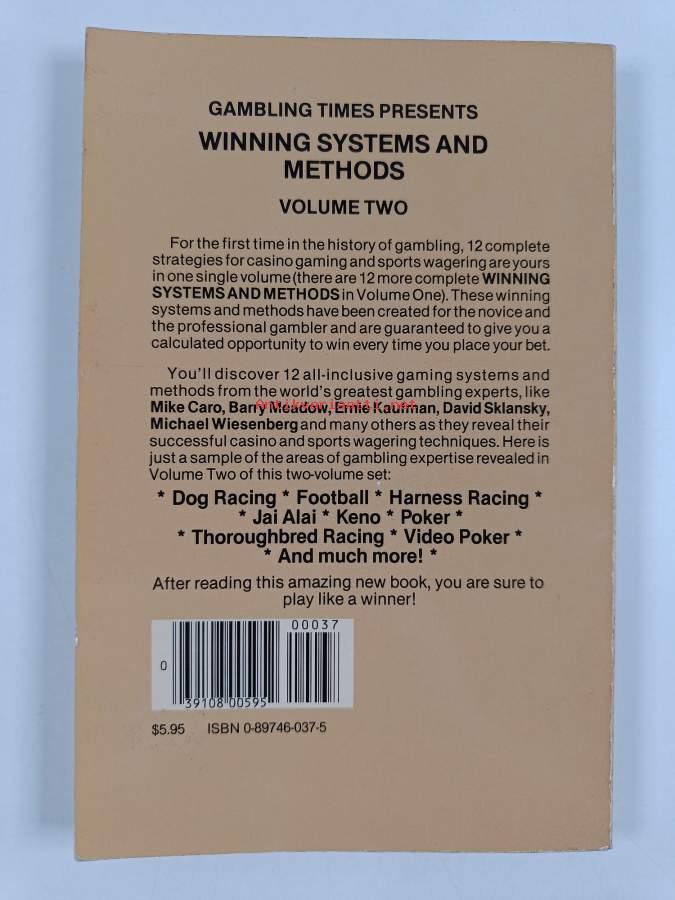 GAMBLING TIMES PRESENTS
WINNING SYSTEMS AND
METHODS
VOLUME TWO
For the first time in the history of gambling, 12 complete
strategies for casino gaming and sports wagering are yours
in one single volume (there are 12 more complete WINNING
SYSTEMS AND METHODS in Volume One). These winning
systems and methods have been created for the novice and
the professional gambler and are guaranteed to give you a
calculated opportunity to win every time you place your bet.
You'll discover 12 all-inclusive gaming systems and
methods from the world's greatest gambling experts, like
Mike Caro, Barry Meadow, Ernie Kaufman, David Sklansky,
Michael Wiesenberg and many others as they reveal their
successful casino and sports wagering techniques. Here is
just a sample of the areas of gambling expertise revealed in
Volume Two of this two-volume set:
* Dog Racing * Football * Harness Racing *
* Jai Alai * Keno * Poker *
* Thoroughbred Racing * Video Poker *
* And much more! *
After reading this amazing new book, you are sure to
play like a winner!
00037
0
39108 00595
$5.95 ISBN 0-89746-037-5